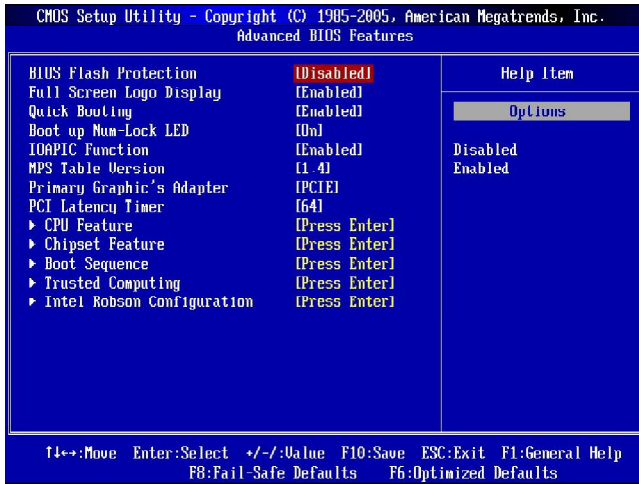 CMOS Setup Utility - Copyright (C) 1985-2005, American Megatrends, Inc.
Advanced BIOS Features
BIOS Flash Protection [Disabled] Help Item
Full Screen Logo Display [Enabled]
Quick Booting [Enabled] Options
Boot up Num-Lock LED [On]
IOAPIC Function [Enabled] Disabled
MPS Table Version [1.4] Enabled
Primary Graphic's Adapter [PCIE]
PCI Latency Timer [64]
▶ CPU Feature [Press Enter]
▶ Chipset Feature [Press Enter]
▶ Boot Sequence [Press Enter]
▶ Trusted Computing [Press Enter]
▶ Intel Robson Configuration [Press Enter]
↑↓←→:Move Enter:Select +/-/:Value F10:Save ESC:Exit F1:General Help
F8:Fail-Safe Defaults F6:Optimized Defaults